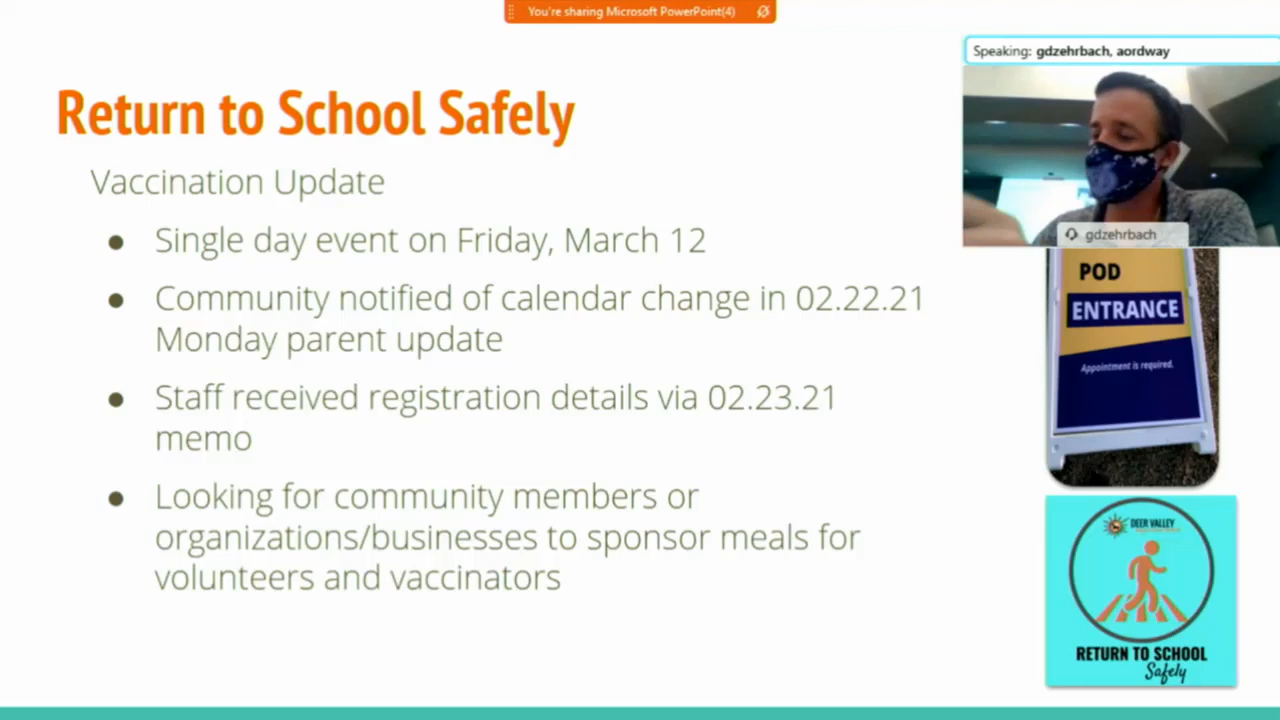 You're sharing Microsoft PowerPoint(4)
Speaking: gdzehrbach, aordway
Return to School Safely
Vaccination Update
● Single day event on Friday, March 12
● Community notified of calendar change in 02.22.21
Monday parent update
● Staff received registration details via 02.23.21
memo
● Looking for community members or
organizations/businesses to sponsor meals for
volunteers and vaccinators
gdzehrbach
POD
ENTRANCE
Appointment is required.
DEER VALLEY
RETURN TO SCHOOL
Safely